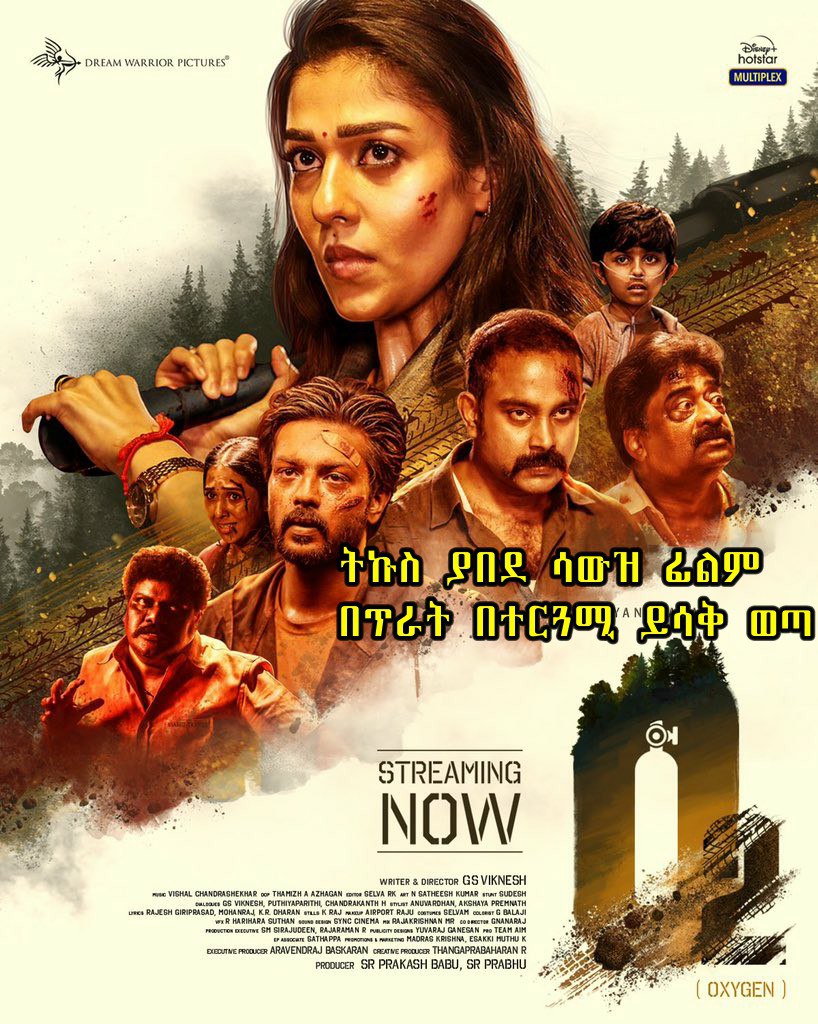 DREAM WARRIOR PICTURES®
Disney+
hotstar
MULTIPLEX
ትኩስ ያበደ ሳውዝ ፊልም
በጥራት በተርጓሚ ይሳቅ ወጣ
O2
STREAMING
NOW
WRITER & DIRECTOR GS VIKNESH
MUSIC VISHAL CHANDRASHEKHAR DOP THAMIZH A AZHAGAN EDITOR SELVA RK ART N SATHEESH KUMAR STUNT SUDESH
DIALOGUES GS VIKNESH, PUTHIYAPARITHI, CHANDRAKANTH H STYLIST ANUVARDHAN, AKSHAYA PREMNATH
LYRICS RAJESH GIRIPRASAD, MOHANRAJ, K.R. DHARAN STILLS K RAJ MAKEUP AIRPORT RAJU COSTUMES SELVAM COLORIST G BALAJI
VFX R HARIHARA SUTHAN SOUND DESIGN SYNC CINEMA MIX RAJAKRISHNAN MR CO DIRECTOR GNANARAJ
PRODUCTION EXECUTIVE SM SIRAJUDEEN, RAJARAMAN R PUBLICITY DESIGNS YUVARAJ GANESAN PRO TEAM AIM
EP ASSOCIATE SATHAPPA PROMOTIONS & MARKETING MADRAS KRISHNA, ESAKKI MUTHU K
EXECUTIVE PRODUCER ARAVENDRAJ BASKARAN CREATIVE PRODUCER THANGAPRABAHARAN R
PRODUCER SR PRAKASH BABU, SR PRABHU
( OXYGEN )